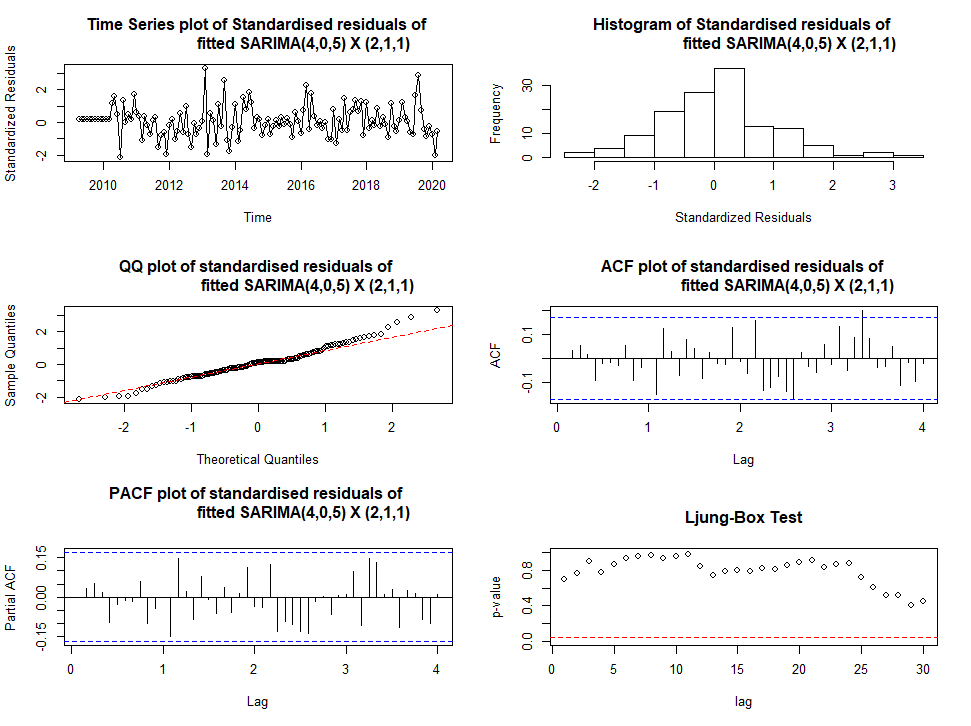 Time Series plot of Standardised residuals of
fitted SARIMA(4,0,5) X (2,1,1)
Standardized Residuals
-2 0 2
2010 2012 2014 2016 2018 2020
Time
Histogram of Standardised residuals of
fitted SARIMA(4,0,5) X (2,1,1)
Frequency
0 10 30
-2 -1 0 1 2 3
Standardized Residuals
QQ plot of standardised residuals of
fitted SARIMA(4,0,5) X (2,1,1)
Sample Quantiles
-2 0 2
-2 -1 0 1 2
Theoretical Quantiles
ACF plot of standardised residuals of
fitted SARIMA(4,0,5) X (2,1,1)
ACF
-0.1 0.1
0 1 2 3 4
Lag
PACF plot of standardised residuals of
fitted SARIMA(4,0,5) X (2,1,1)
Partial ACF
-0.15 0.00 0.15
0 1 2 3 4
Lag
Ljung-Box Test
p-value
0.0 0.4 0.8
0 5 10 15 20 25 30
lag